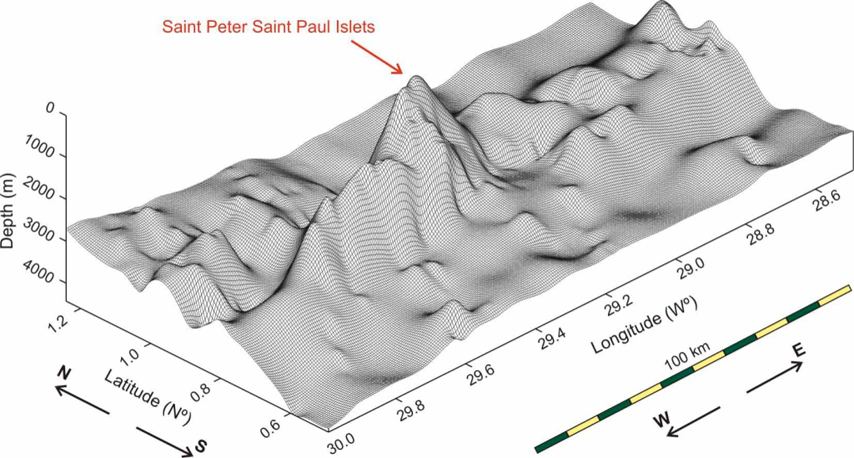 Saint Peter Saint Paul Islets
0
1000
2000
3000
4000
Depth (m)
1.2
1.0
0.8
0.6
Latitude (Nº)
30.0
29.8
29.6
29.4
29.2
29.0
28.8
28.6
Longitude (Wº)
100 km
N
S
W
E